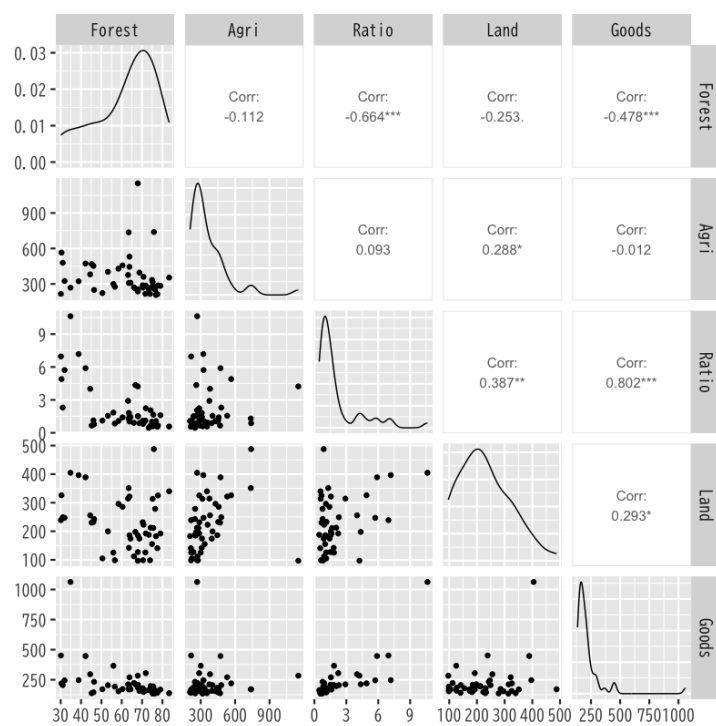 Forest Agri Ratio Land Goods
0.03
0.02
0.01
0.00
Corr:
-0.112
Corr:
-0.664***
Corr:
-0.253.
Corr:
-0.478***
Forest
900
600
300
Corr:
0.093
Corr:
0.288*
Corr:
-0.012
Agri
9
6
3
0
Corr:
0.387**
Corr:
0.802***
Ratio
500
400
300
200
100
Corr:
0.293*
Land
1000
750
500
250
Goods
30 40 50 60 70 80
300 600 900
0 3 6 9
100 200 300 400 500
250 500 750 1000